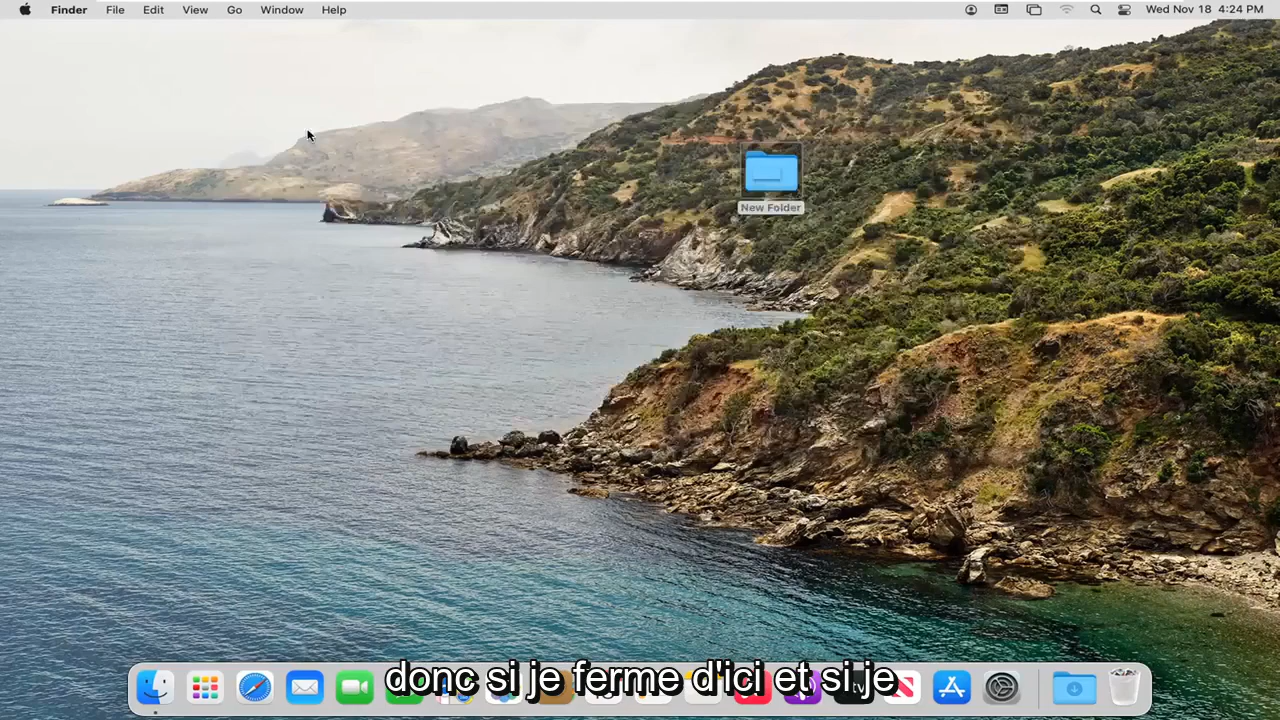 Finder File Edit View Go Window Help Wed Nov 18 4:24 PM
New Folder
donc si je ferme d'ici et si je
tv